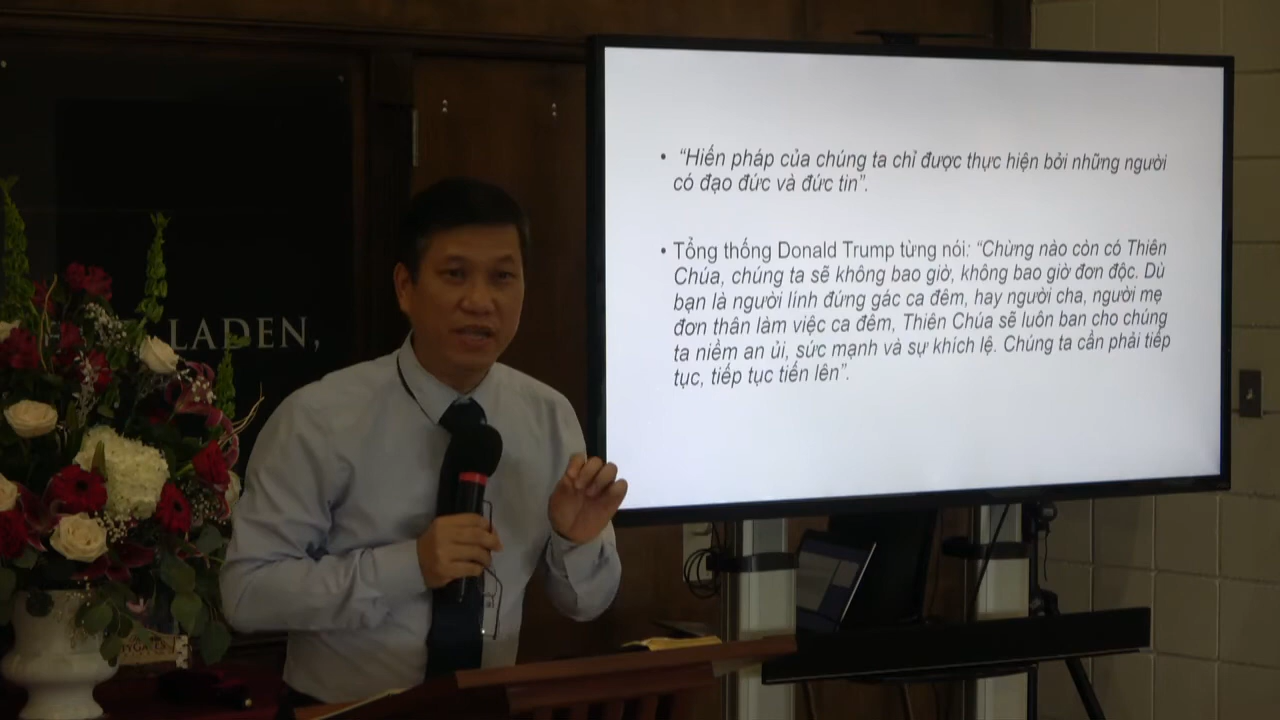 LADEN,
• “Hiến pháp của chúng ta chỉ được thực hiện bởi những người
có đạo đức và đức tin”.
• Tổng thống Donald Trump từng nói: “Chừng nào còn có Thiên
Chúa, chúng ta sẽ không bao giờ, không bao giờ đơn độc. Dù
bạn là người lính đứng gác ca đêm, hay người cha, người mẹ
đơn thân làm việc ca đêm, Thiên Chúa sẽ luôn ban cho chúng
ta niềm an ủi, sức mạnh và sự khích lệ. Chúng ta cần phải tiếp
tục, tiếp tục tiến lên”.